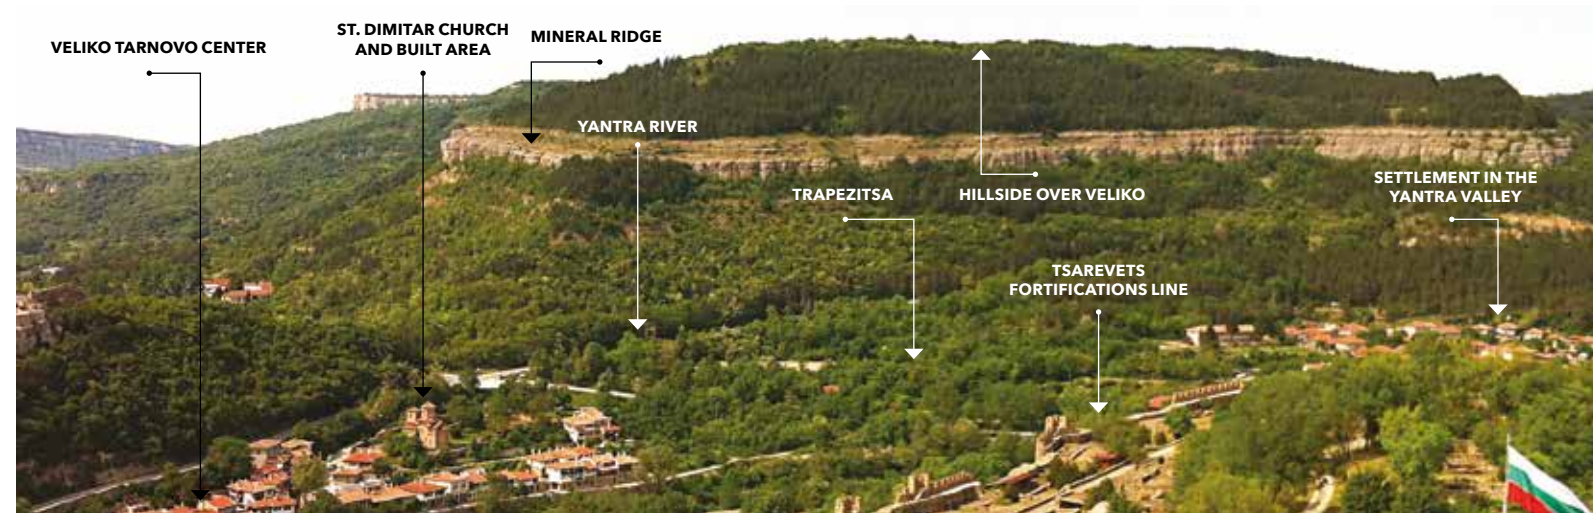 VELIKO TARNOVO CENTER
ST. DIMITAR CHURCH
AND BUILT AREA
MINERAL RIDGE
YANTRA RIVER
TRAPEZITSA
HILLSIDE OVER VELIKO
SETTLEMENT IN THE
YANTRA VALLEY
TSAREVETS
FORTIFICATIONS LINE